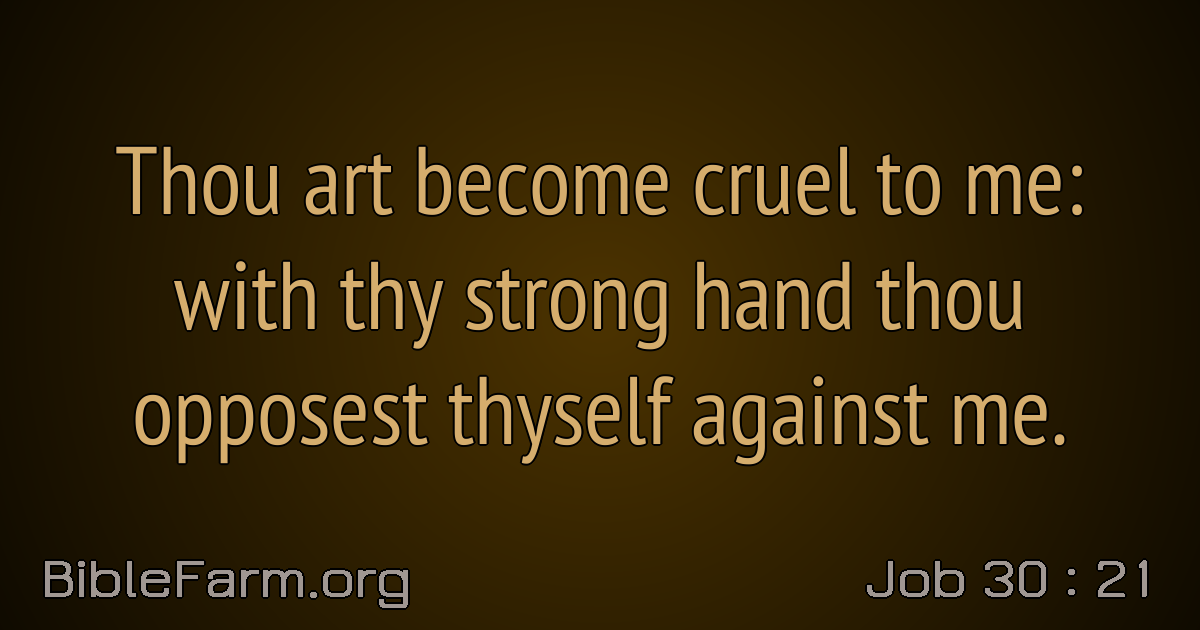 Thou art become cruel to me:
with thy strong hand thou
opposest thyself against me.
BibleFarm.org
Job 30 : 21